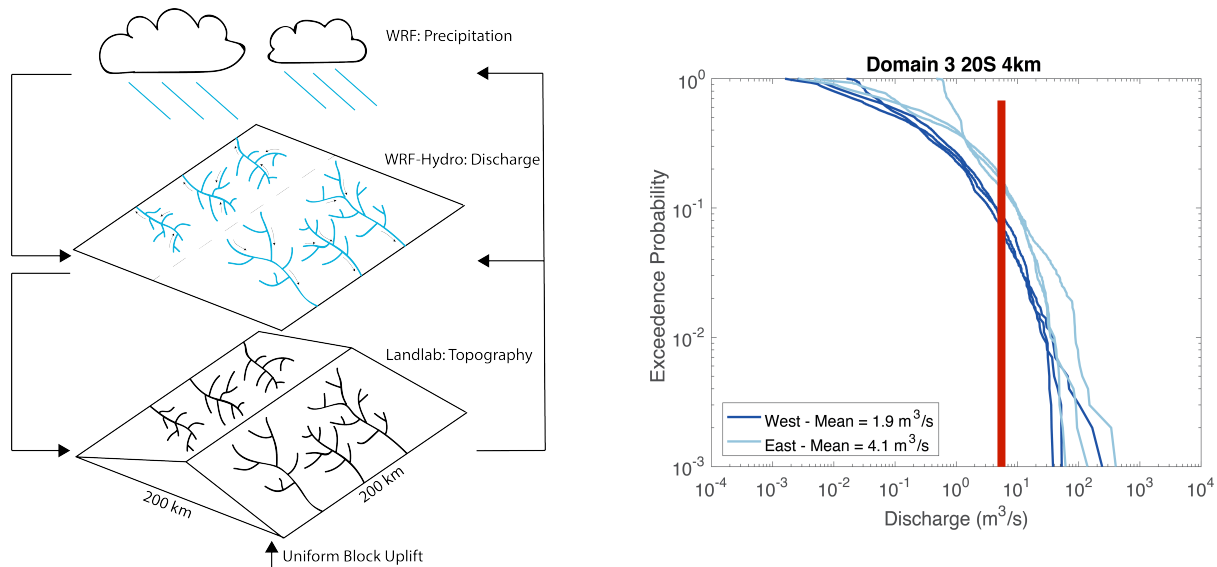 WRF: Precipitation
WRF-Hydro: Discharge
Landlab: Topography
200 km
200 km
Uniform Block Uplift
Domain 3 20S 4km
Exceedence Probability
10^0
10^-1
10^-2
10^-3
West - Mean = 1.9 m^3/s
East - Mean = 4.1 m^3/s
10^-4
10^-3
10^-2
10^-1
10^0
10^1
10^2
10^3
10^4
Discharge (m^3/s)